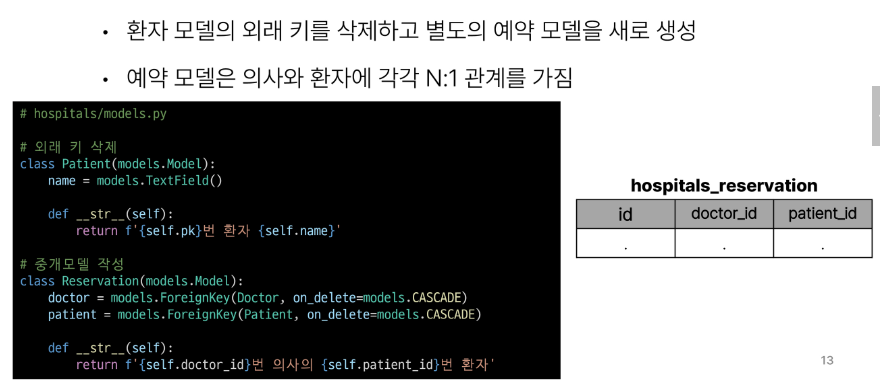 • 환자 모델의 외래 키를 삭제하고 별도의 예약 모델을 새로 생성
• 예약 모델은 의사와 환자에 각각 N:1 관계를 가짐
# hospitals/models.py
# 외래 키 삭제
class Patient(models.Model):
    name = models.TextField()
    def __str__(self):
        return f'{self.pk}번 환자 {self.name}'
# 중개모델 작성
class Reservation(models.Model):
    doctor = models.ForeignKey(Doctor, on_delete=models.CASCADE)
    patient = models.ForeignKey(Patient, on_delete=models.CASCADE)
    def __str__(self):
        return f'{self.doctor_id}번 의사의 {self.patient_id}번 환자'
hospitals_reservation
id doctor_id patient_id
. . .
13